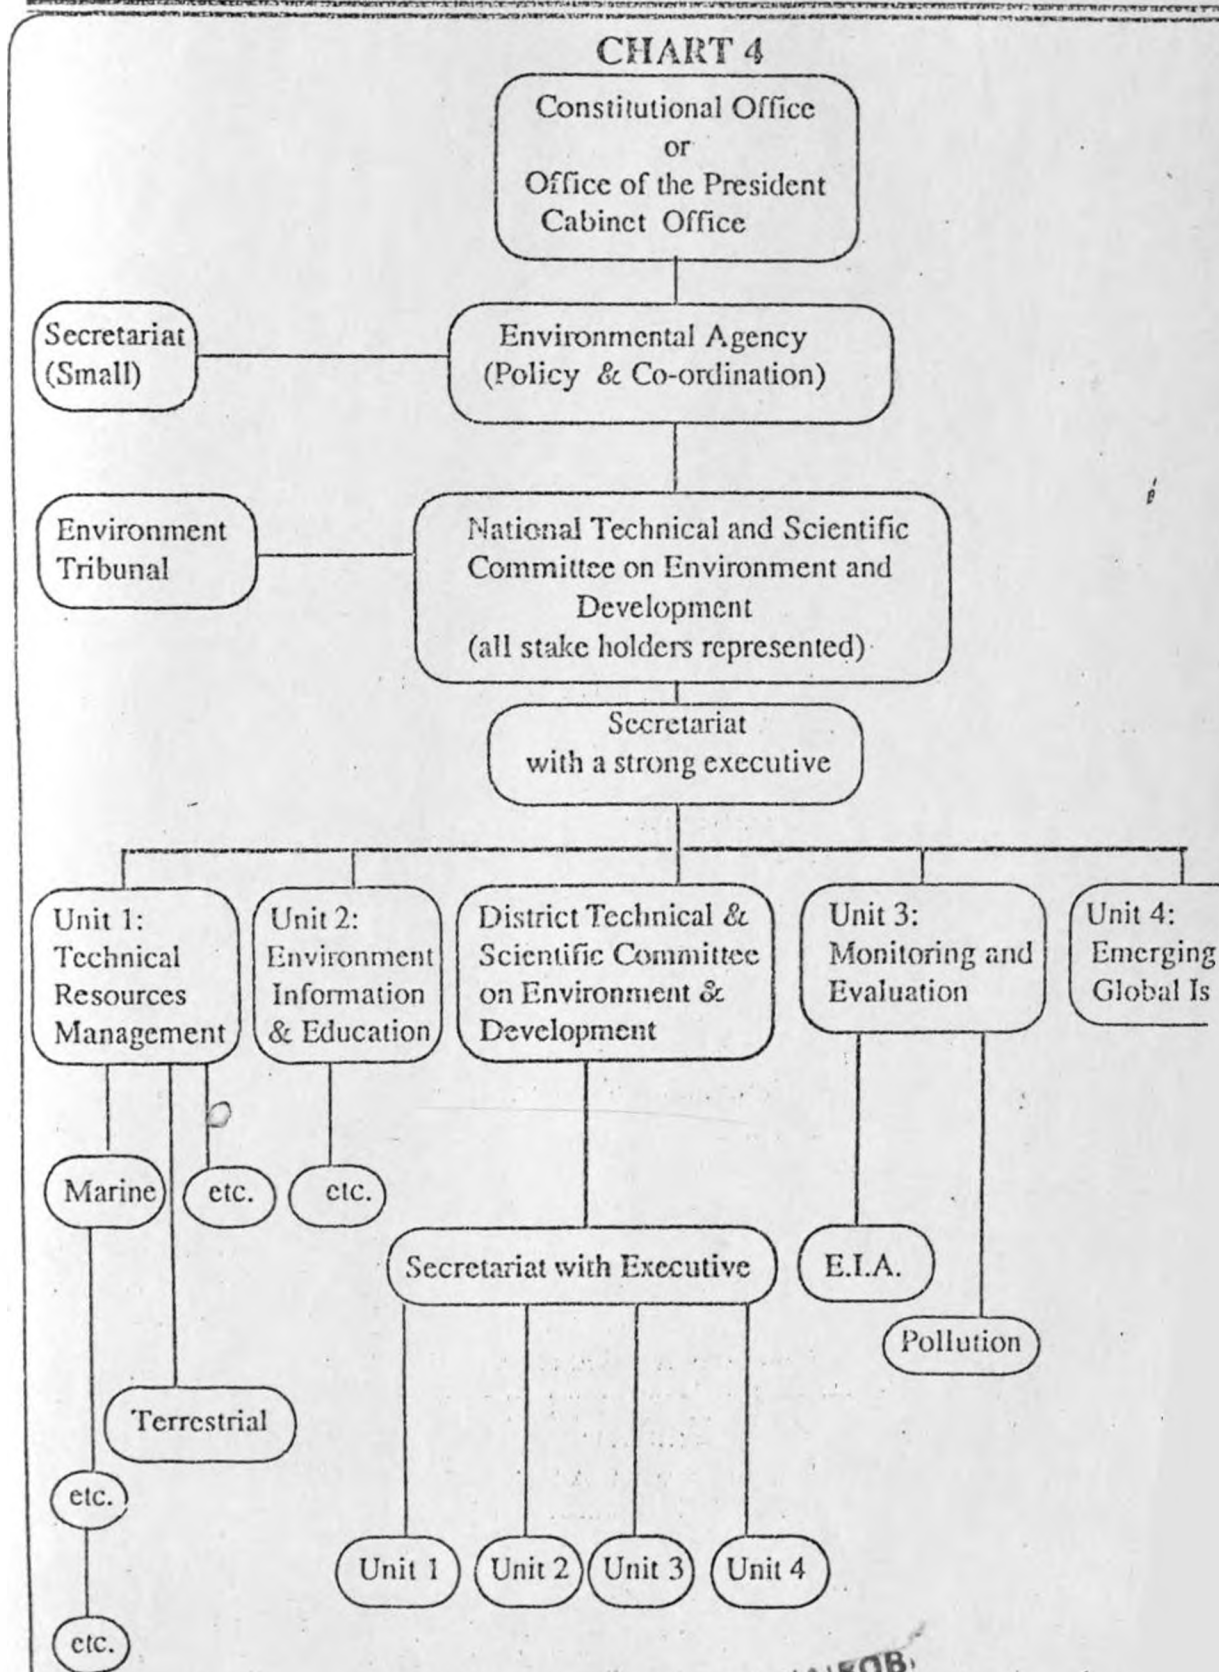 CHART 4
Constitutional Office
or
Office of the President
Cabinet Office
Secretariat
(Small)
Environmental Agency
(Policy & Co-ordination)
Environment
Tribunal
National Technical and Scientific
Committee on Environment and
Development
(all stake holders represented)
Secretariat
with a strong executive
Unit 1:
Technical
Resources
Management
Unit 2:
Environment
Information
& Education
District Technical &
Scientific Committee
on Environment &
Development
Unit 3:
Monitoring and
Evaluation
Unit 4:
Emerging
Global Is
Marine
etc.
etc.
Secretariat with Executive
E.I.A.
Pollution
Terrestrial
etc.
Unit 1
Unit 2
Unit 3
Unit 4
etc.